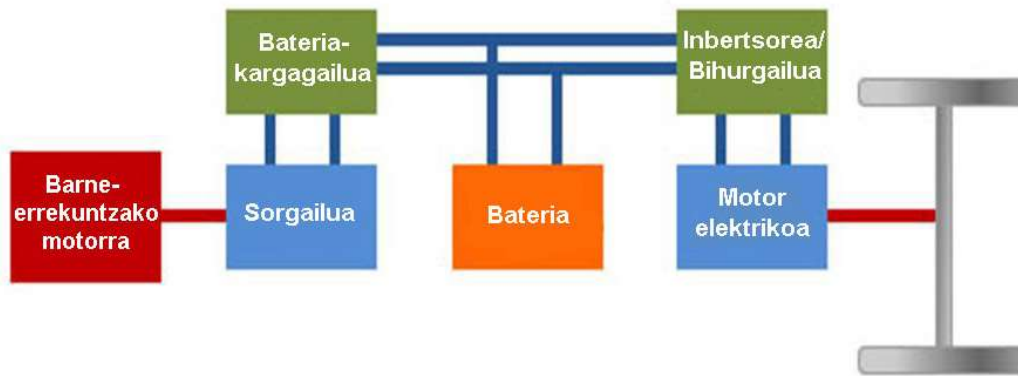 Bateria-
kargagailua
Inbertsorea/
Bihurgailua
Barne-
errekuntzako
motorra
Sorgailua
Bateria
Motor
elektrikoa